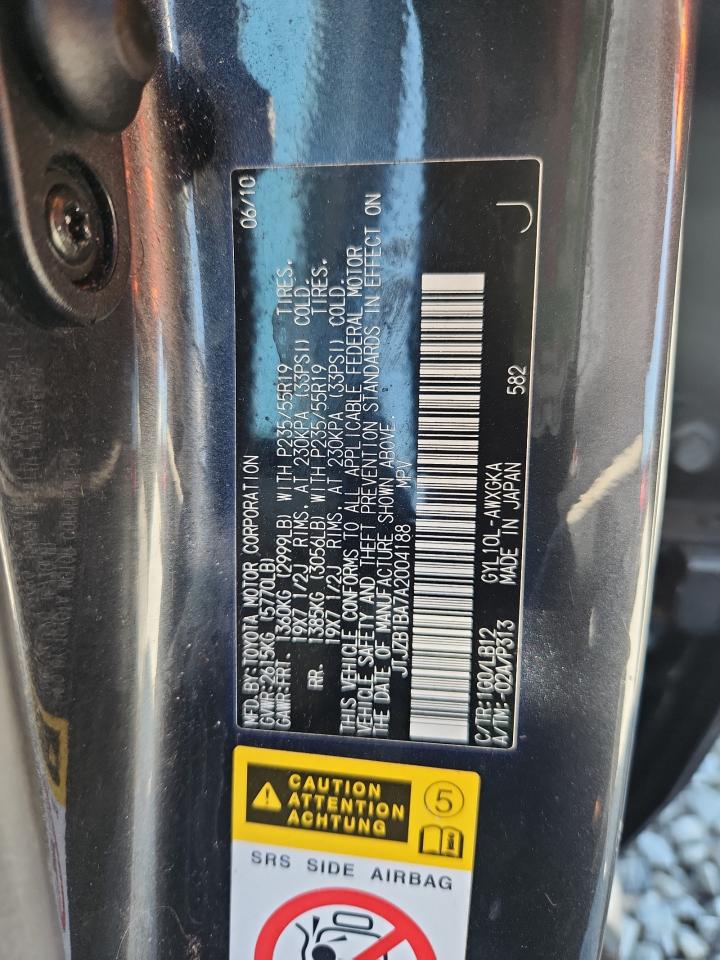 MFD. BY: TOYOTA MOTOR CORPORATION 06/10
GVWR: 2615KG (5770LB)
GAWR: FRT. 1360KG (2999LB) WITH P235/55R19 TIRES,
19X7 1/2J RIMS, AT 230KPA (33PSI) COLD.
RR. 1385KG (3056LB) WITH P235/55R19 TIRES,
19X7 1/2J RIMS, AT 230KPA (33PSI) COLD.
THIS VEHICLE CONFORMS TO ALL APPLICABLE FEDERAL MOTOR
VEHICLE SAFETY AND THEFT PREVENTION STANDARDS IN EFFECT ON
THE DATE OF MANUFACTURE SHOWN ABOVE.
JTJZB1BA7A2004188 MPV
C/TR: 1G0/LB12 GYL10L-AWXGKA
A/TM: -02A/P313 MADE IN JAPAN 582
J
CAUTION
ATTENTION
ACHTUNG
5
SRS SIDE AIRBAG